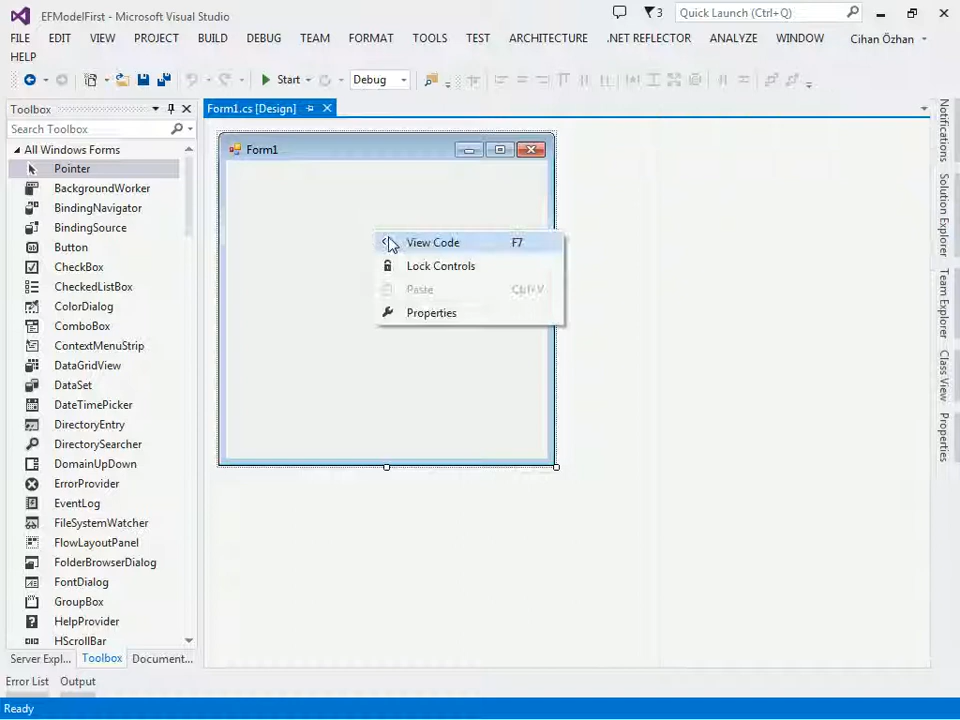 EFModelFirst - Microsoft Visual Studio
3
Quick Launch (Ctrl+Q)
FILE EDIT VIEW PROJECT BUILD DEBUG TEAM FORMAT TOOLS TEST ARCHITECTURE .NET REFLECTOR ANALYZE WINDOW Cihan Özhan
HELP
Start Debug
Toolbox
Form1.cs [Design]
Search Toolbox
All Windows Forms
Pointer
BackgroundWorker
BindingNavigator
BindingSource
Button
CheckBox
CheckedListBox
ColorDialog
ComboBox
ContextMenuStrip
DataGridView
DataSet
DateTimePicker
DirectoryEntry
DirectorySearcher
DomainUpDown
ErrorProvider
EventLog
FileSystemWatcher
FlowLayoutPanel
FolderBrowserDialog
FontDialog
GroupBox
HelpProvider
HScrollBar
Form1
View Code F7
Lock Controls
Paste Ctrl+V
Properties
Notifications
Solution Explorer
Team Explorer
Class View
Properties
Server Expl... Toolbox Document...
Error List Output
Ready